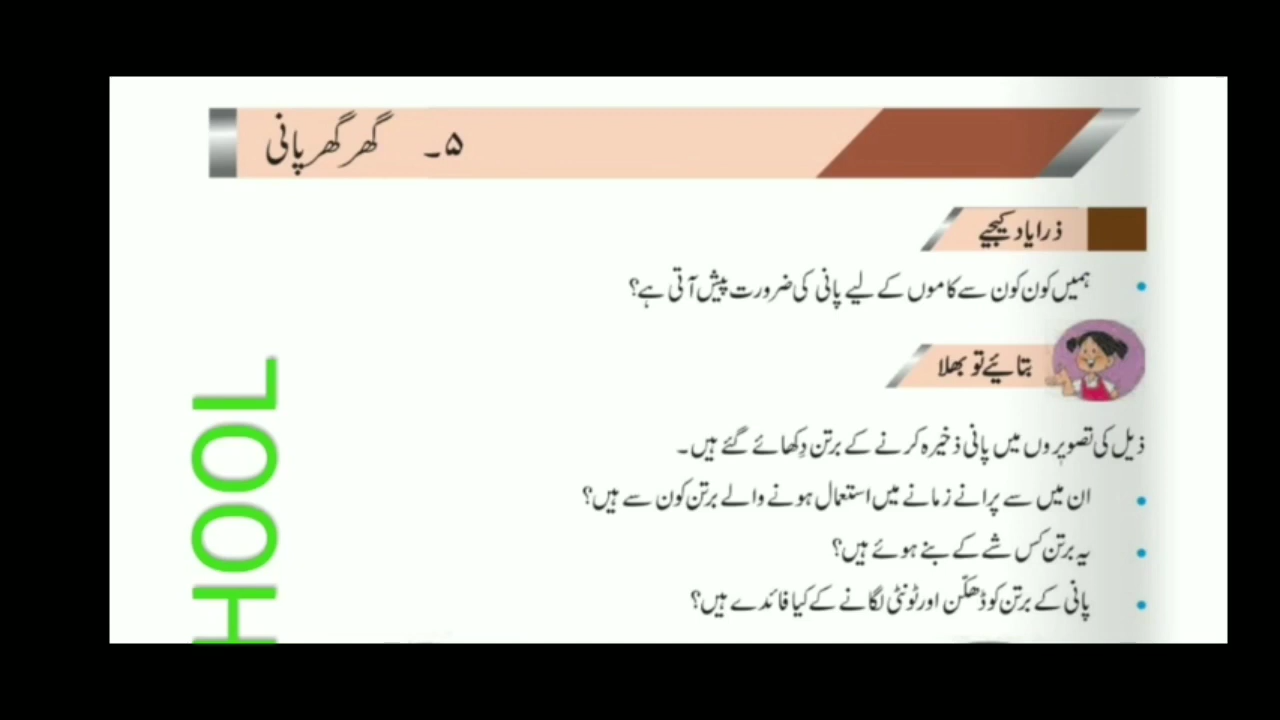 ۵۔ گھر گھر پانی
ذرا یاد کیجیے
ہمیں کون کون سے کاموں کے لیے پانی کی ضرورت پیش آتی ہے؟
بتائیے تو بھلا
ذیل کی تصویروں میں پانی ذخیرہ کرنے کے برتن دِکھائے گئے ہیں۔
ان میں سے پرانے زمانے میں استعمال ہونے والے برتن کون سے ہیں؟
یہ برتن کس شے کے بنے ہوئے ہیں؟
پانی کے برتن کو ڈھکّن اور ٹونٹی لگانے کے کیا فائدے ہیں؟
HOOL